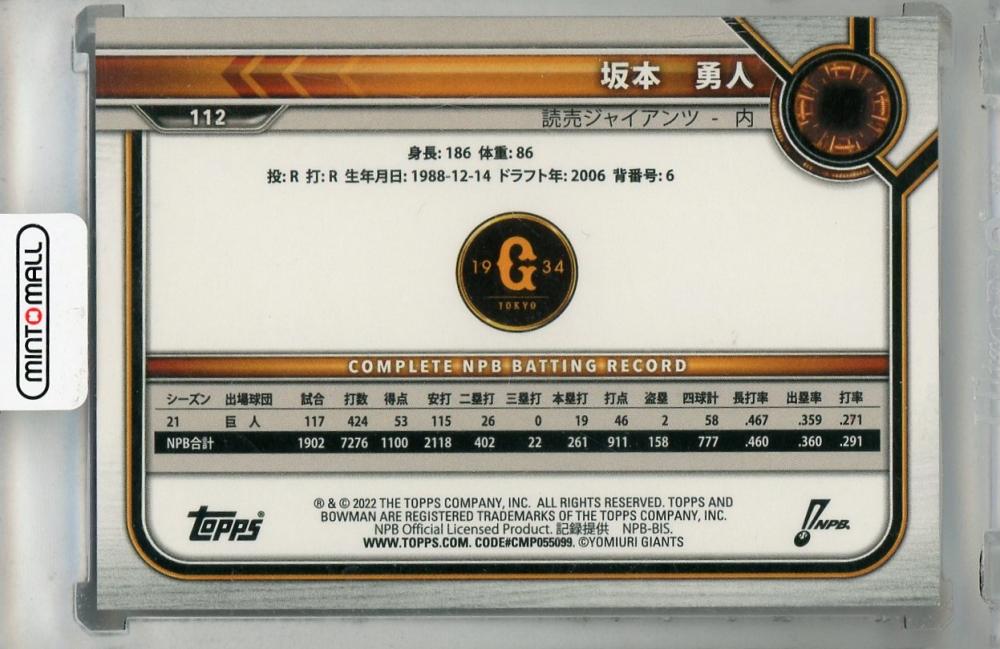 坂本 勇人
112
読売ジャイアンツ - 内
身長: 186 体重: 86
投: R 打: R 生年月日: 1988-12-14 ドラフト年: 2006 背番号: 6
19 G 34
TOKYO
MINTOMALL
COMPLETE NPB BATTING RECORD
シーズン 出場球団 試合 打数 得点 安打 二塁打 三塁打 本塁打 打点 盗塁 四球計 長打率 出塁率 打率
21 巨 人 117 424 53 115 26 0 19 46 2 58 .467 .359 .271
NPB合計 1902 7276 1100 2118 402 22 261 911 158 777 .460 .360 .291
Topps®
® & © 2022 THE TOPPS COMPANY, INC. ALL RIGHTS RESERVED. TOPPS AND
BOWMAN ARE REGISTERED TRADEMARKS OF THE TOPPS COMPANY, INC.
NPB Official Licensed Product. 記録提供 NPB-BIS.
WWW.TOPPS.COM. CODE#CMP055099. ©YOMIURI GIANTS
NPB.